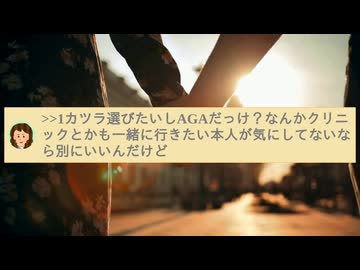 >>1カツラ選びたいしAGAだっけ？なんかクリニ
ックとかも一緒に行きたい本人が気にしてないな
ら別にいいんだけど